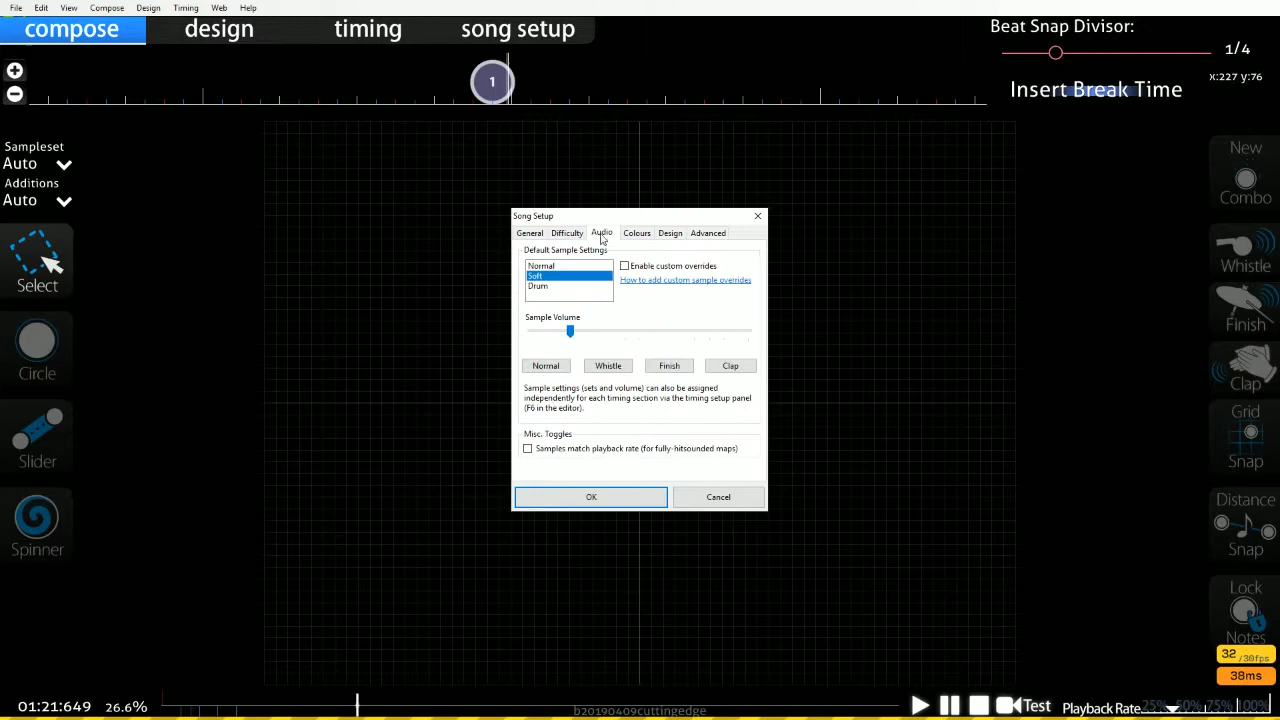 File Edit View Compose Design Timing Web Help
compose design timing song setup
Beat Snap Divisor:
1/4
x:227 y:76
Insert Break Time
1
Sampleset
Auto
Additions
Auto
Select
Circle
Slider
Spinner
New
Combo
Whistle
Finish
Clap
Grid
Snap
Distance
Snap
Lock
Notes
Song Setup
General Difficulty Audio Colours Design Advanced
Default Sample Settings
Normal
Soft
Drum
Enable custom overrides
How to add custom sample overrides
Sample Volume
Normal Whistle Finish Clap
Sample settings (sets and volume) can also be assigned
independently for each timing section via the timing setup panel
(F6 in the editor).
Misc. Toggles
Samples match playback rate (for fully-hitsounded maps)
OK Cancel
32 /30fps
38ms
01:21:649 26.6%
b20190409cuttingedge
Test
Playback Rate 25% 50% 75% 100%